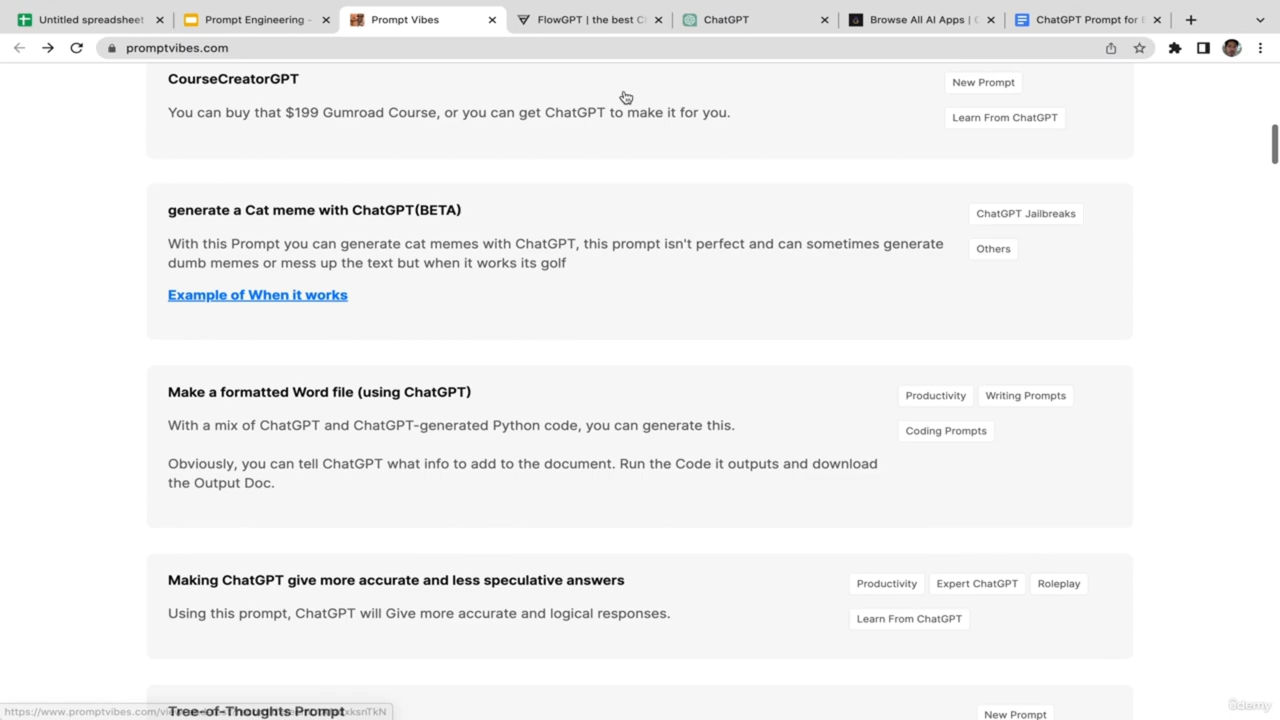 Untitled spreadsheet
Prompt Engineering -
Prompt Vibes
FlowGPT | the best C
ChatGPT
Browse All AI Apps |
ChatGPT Prompt for
promptvibes.com
CourseCreatorGPT
New Prompt
You can buy that $199 Gumroad Course, or you can get ChatGPT to make it for you.
Learn From ChatGPT
generate a Cat meme with ChatGPT(BETA)
ChatGPT Jailbreaks
With this Prompt you can generate cat memes with ChatGPT, this prompt isn't perfect and can sometimes generate
Others
dumb memes or mess up the text but when it works its golf
Example of When it works
Make a formatted Word file (using ChatGPT)
Productivity
Writing Prompts
With a mix of ChatGPT and ChatGPT-generated Python code, you can generate this.
Coding Prompts
Obviously, you can tell ChatGPT what info to add to the document. Run the Code it outputs and download
the Output Doc.
Making ChatGPT give more accurate and less speculative answers
Productivity
Expert ChatGPT
Roleplay
Using this prompt, ChatGPT will Give more accurate and logical responses.
Learn From ChatGPT
Tree-of-Thoughts Prompt
New Prompt
ûdemy